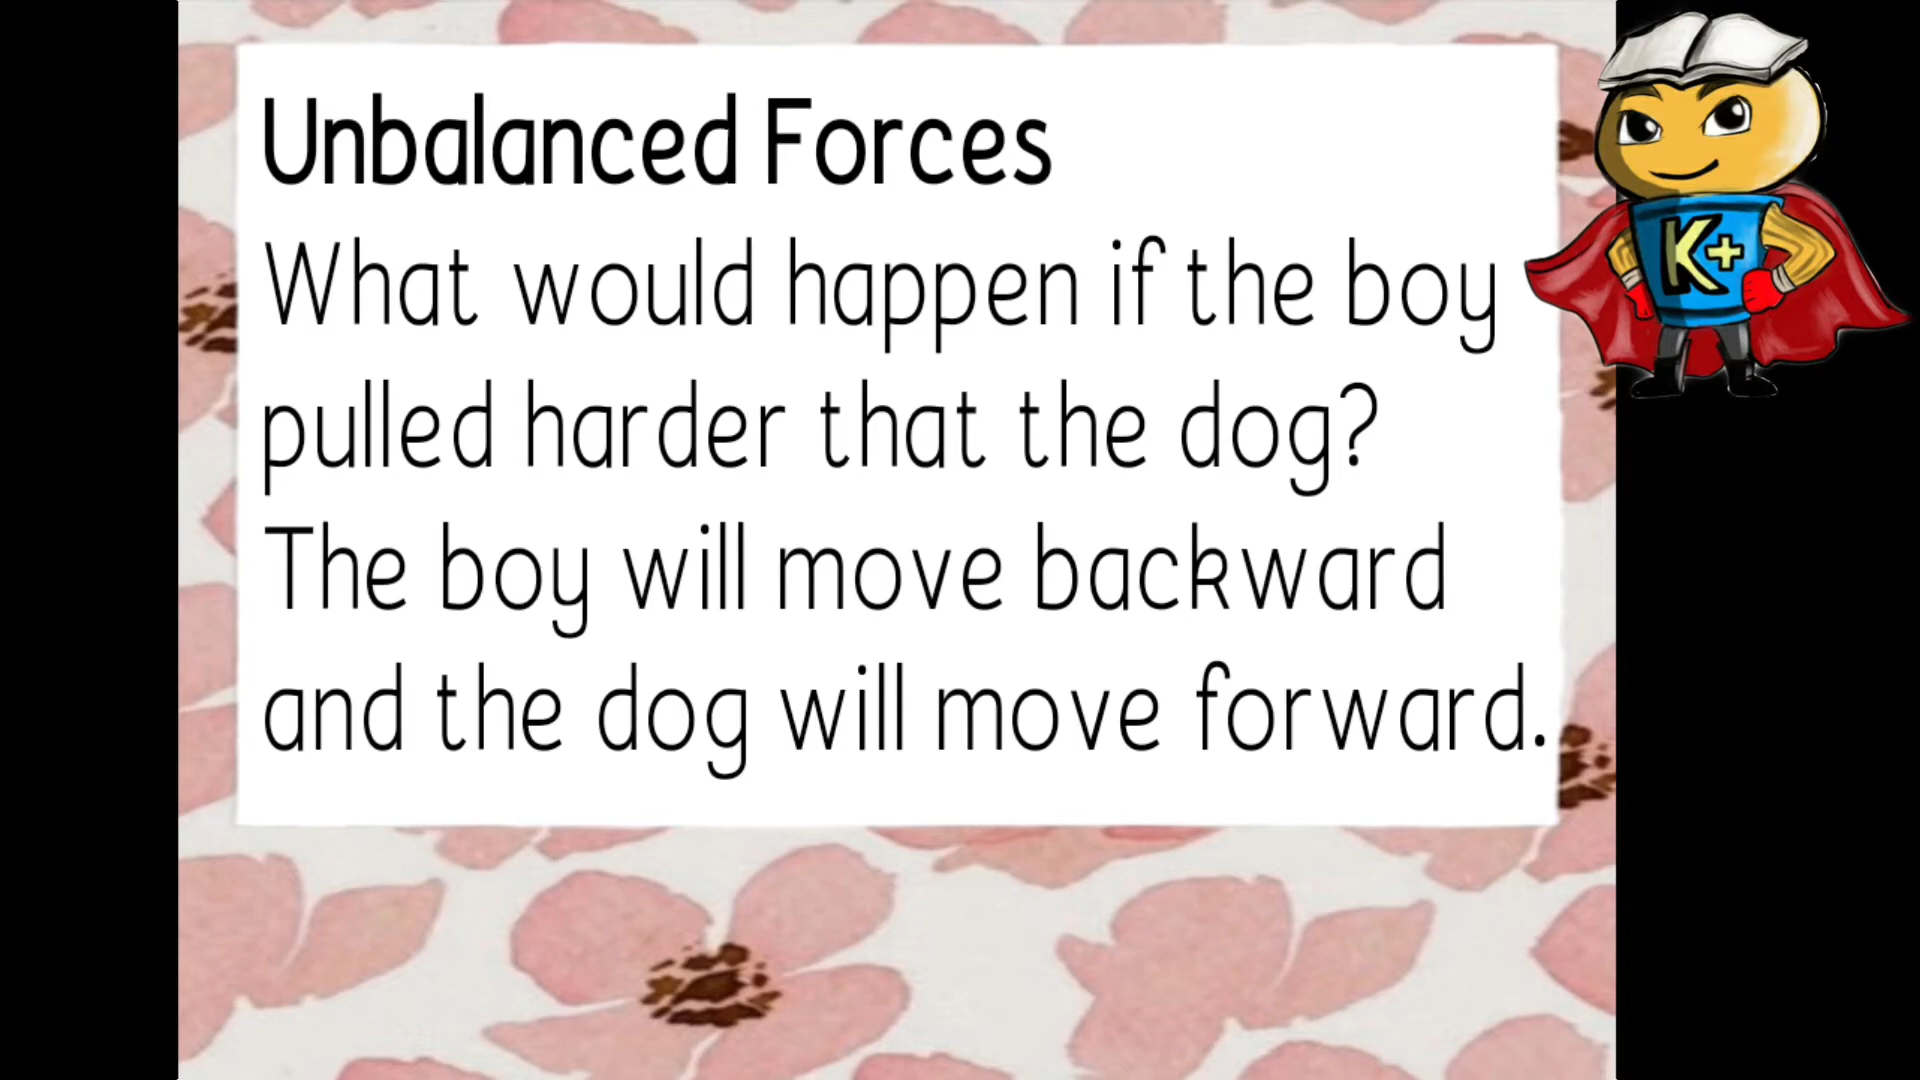 Unbalanced Forces
What would happen if the boy
pulled harder that the dog?
The boy will move backward
and the dog will move forward.
K+